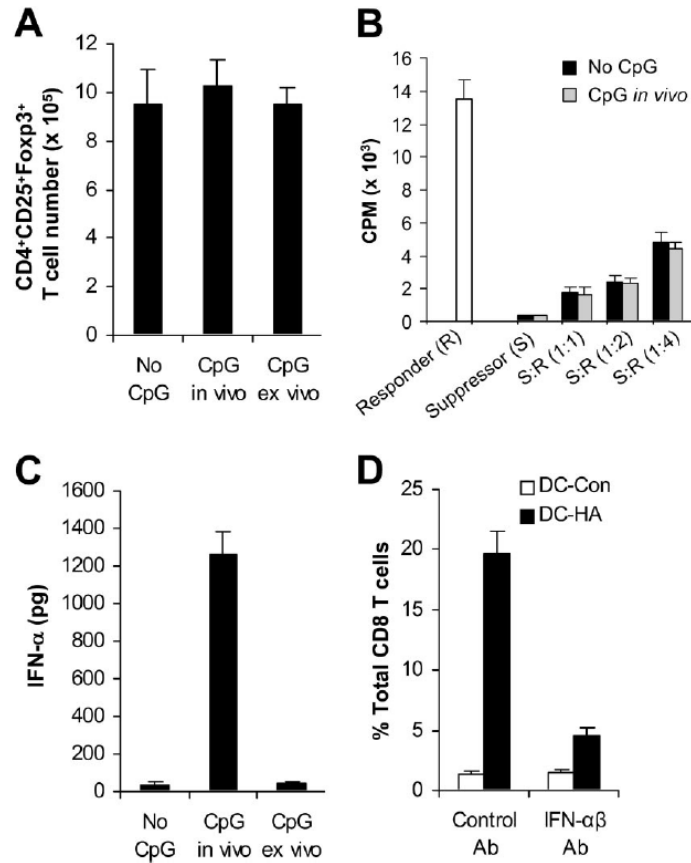 A
CD4⁺CD25⁺Foxp3⁺
T cell number (x 10⁵)
12
10
8
6
4
2
0
No
CpG
CpG
in vivo
CpG
ex vivo
B
CPM (x 10³)
16
14
12
10
8
6
4
2
0
No CpG
CpG in vivo
Responder (R)
Suppressor (S)
S:R (1:1)
S:R (1:2)
S:R (1:4)
C
IFN-α (pg)
1600
1400
1200
1000
800
600
400
200
0
No
CpG
CpG
in vivo
CpG
ex vivo
D
% Total CD8 T cells
25
20
15
10
5
0
DC-Con
DC-HA
Control
Ab
IFN-αβ
Ab